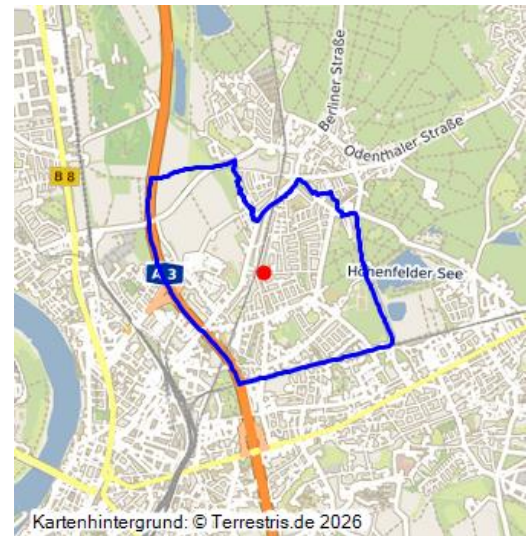 Berliner Straße
Odenthaler Straße
B 8
A 3
Hohenfelder See
Kartenhintergrund: © Terrestris.de 2026